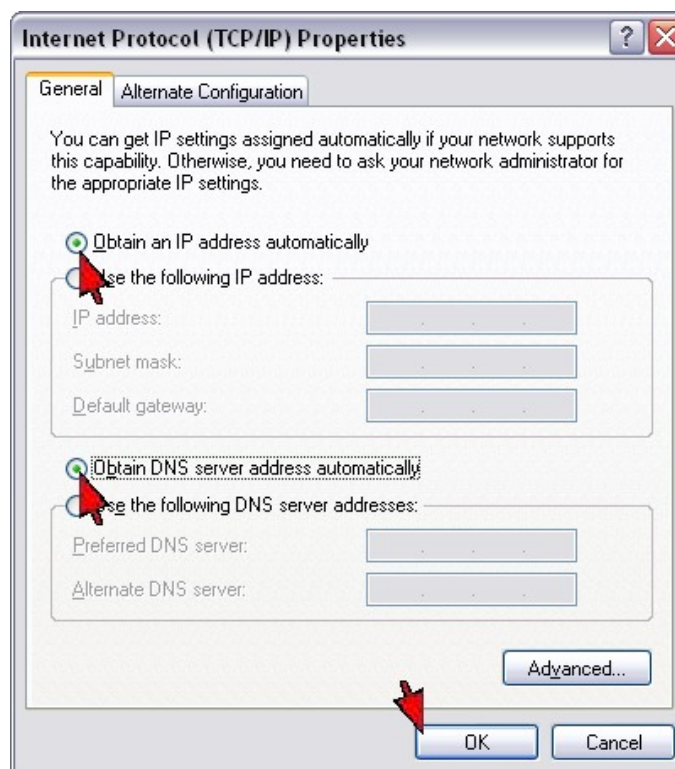 Internet Protocol (TCP/IP) Properties
General
Alternate Configuration
You can get IP settings assigned automatically if your network supports
this capability. Otherwise, you need to ask your network administrator for
the appropriate IP settings.
Obtain an IP address automatically
Use the following IP address:
IP address:
Subnet mask:
Default gateway:
Obtain DNS server address automatically
Use the following DNS server addresses:
Preferred DNS server:
Alternate DNS server:
Advanced...
OK
Cancel